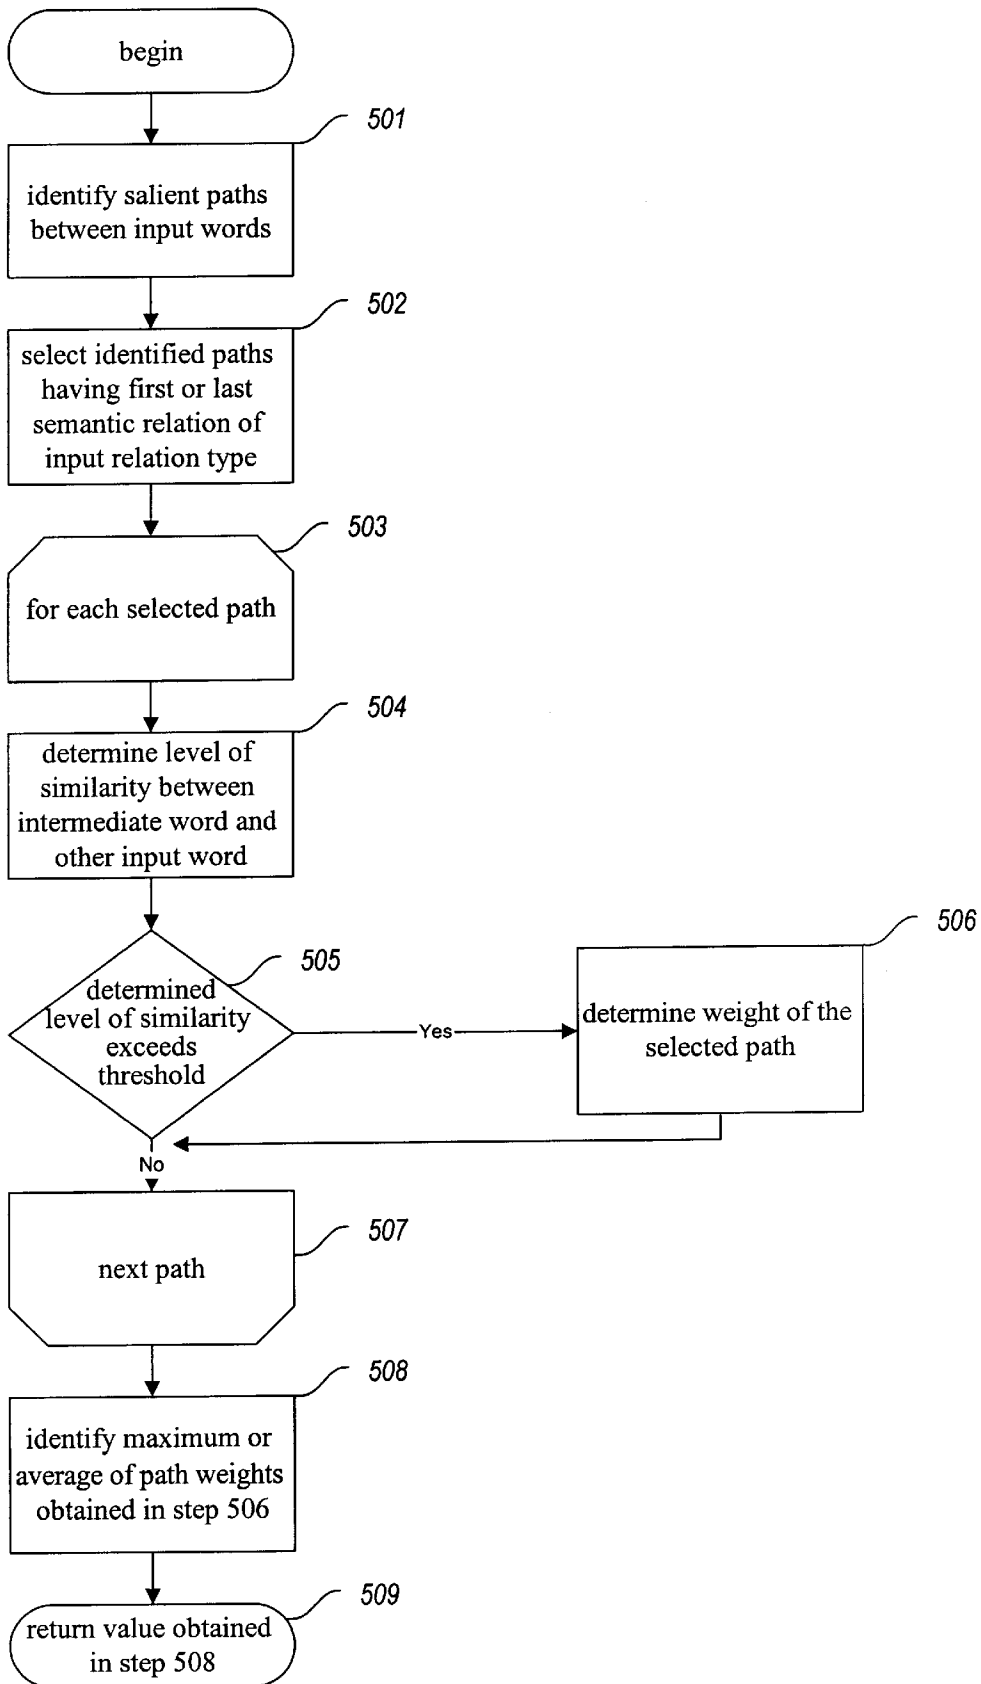 begin
501
identify salient paths
between input words
502
select identified paths
having first or last
semantic relation of
input relation type
503
for each selected path
504
determine level of
similarity between
intermediate word and
other input word
505
determined
level of similarity
exceeds
threshold
Yes
506
determine weight of the
selected path
No
507
next path
508
identify maximum or
average of path weights
obtained in step 506
509
return value obtained
in step 508